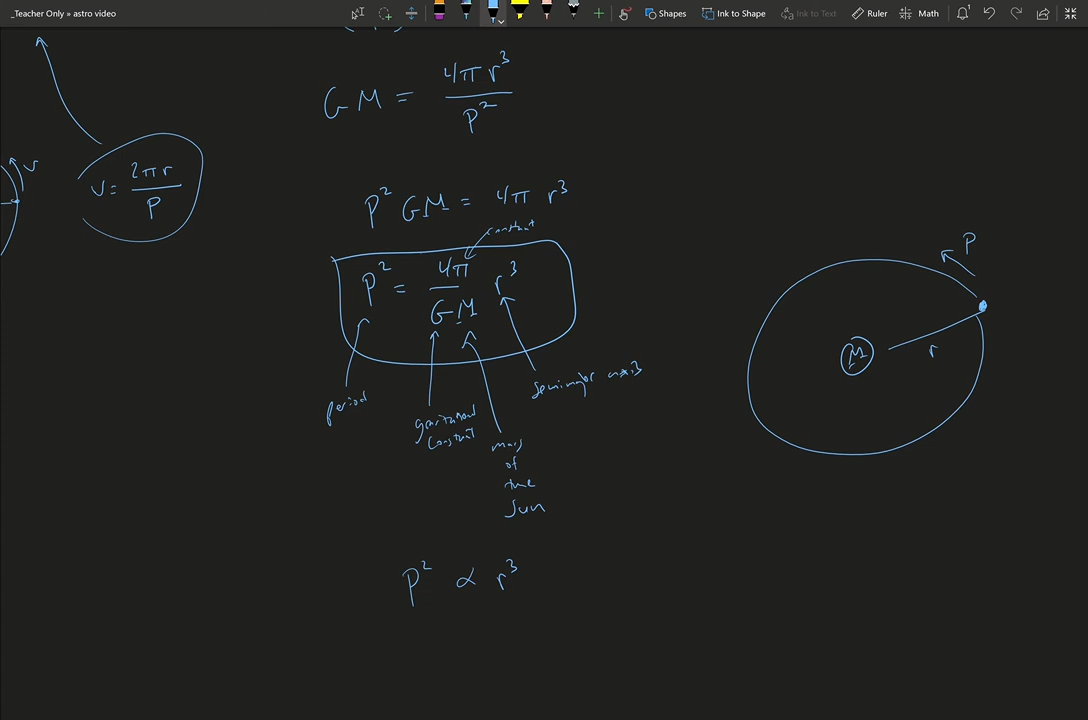 _Teacher Only » astro video
Shapes
Ink to Shape
Ink to Text
Ruler
Math
GM = 4π r³ / P²
v
v = 2π r / P
P² GM = 4π r³
constant
P² = 4π / GM r³
period
gravitational
constant
mass
of
the
sun
semimajor axis
P
M
r
P² ∝ r³